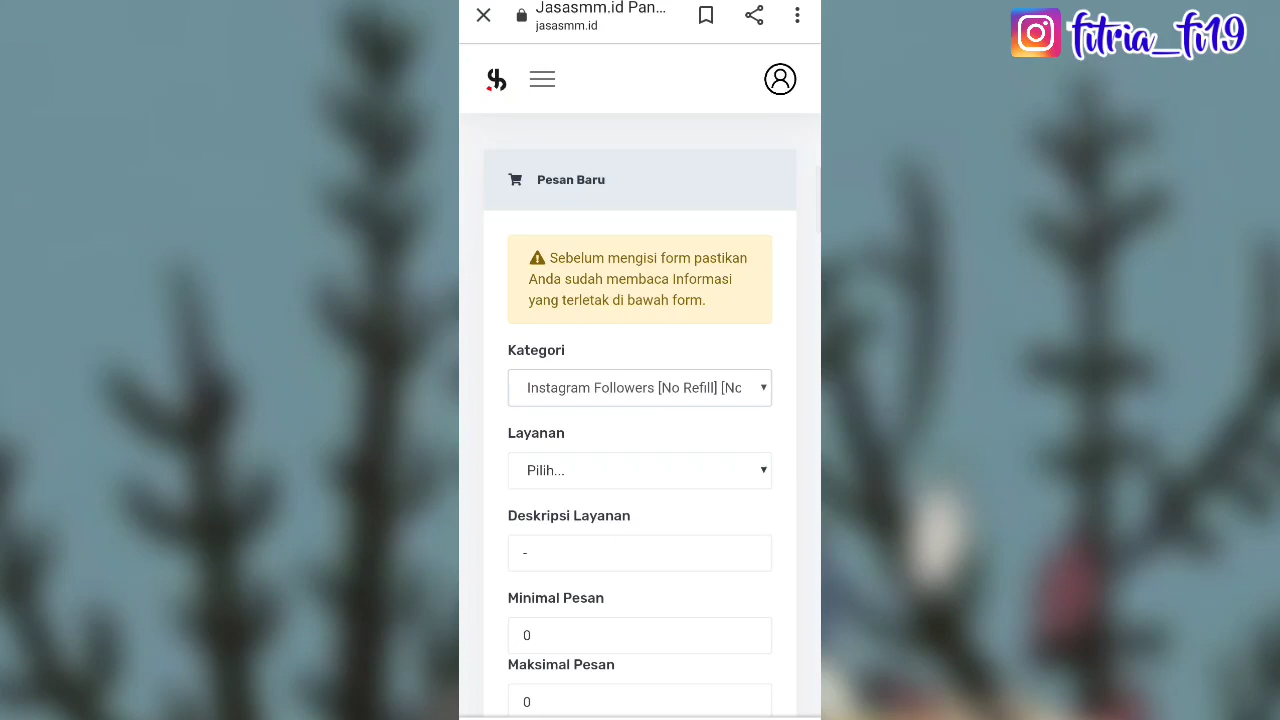 Jasasmm.id Pan...
jasasmm.id
fitria_fi19
Pesan Baru
Sebelum mengisi form pastikan
Anda sudah membaca Informasi
yang terletak di bawah form.
Kategori
Instagram Followers [No Refill] [Nc
Layanan
Pilih...
Deskripsi Layanan
-
Minimal Pesan
0
Maksimal Pesan
0